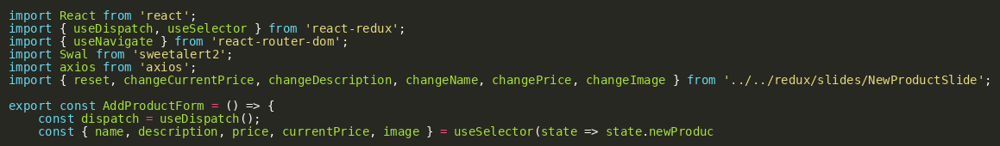 import React from 'react';
import { useDispatch, useSelector } from 'react-redux';
import { useNavigate } from 'react-router-dom';
import Swal from 'sweetalert2';
import axios from 'axios';
import { reset, changeCurrentPrice, changeDescription, changeName, changePrice, changeImage } from '../../redux/slides/NewProductSlide';

export const AddProductForm = () => {
    const dispatch = useDispatch();
    const { name, description, price, currentPrice, image } = useSelector(state => state.newProduc